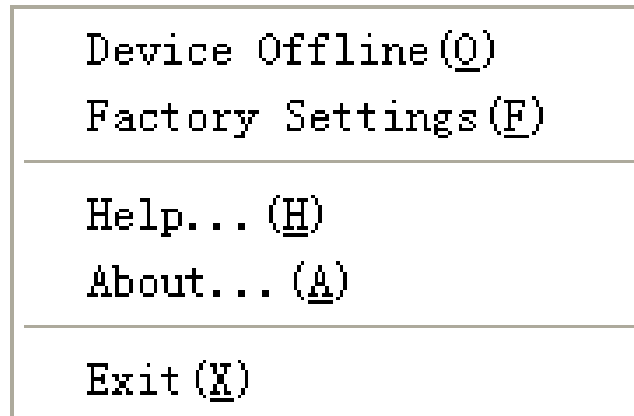 Device Offline(O)
Factory Settings(F)
Help...(H)
About...(A)
Exit(X)